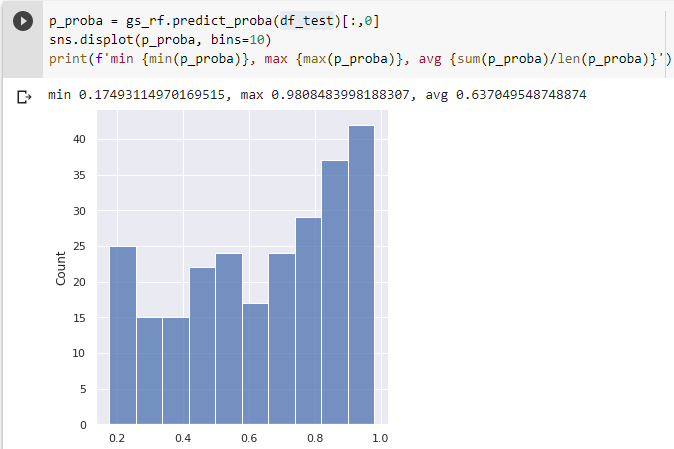 p_proba = gs_rf.predict_proba(df_test)[:,0]
sns.displot(p_proba, bins=10)
print(f'min {min(p_proba)}, max {max(p_proba)}, avg {sum(p_proba)/len(p_proba)}')
min 0.17493114970169515, max 0.9808483998188307, avg 0.637049548748874
40
35
30
25
20
15
10
5
0
Count
0.2 0.4 0.6 0.8 1.0